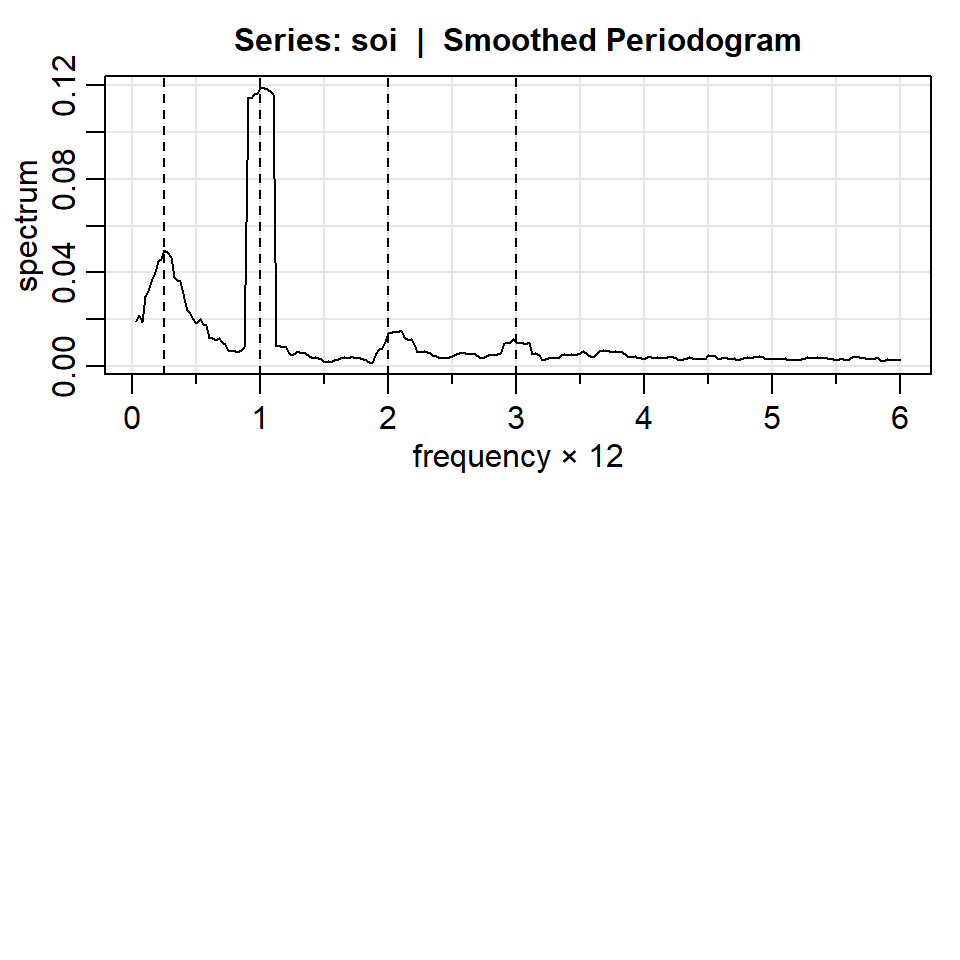 Series: soi | Smoothed Periodogram
spectrum
0.12
0.08
0.04
0.00
0 1 2 3 4 5 6
frequency × 12